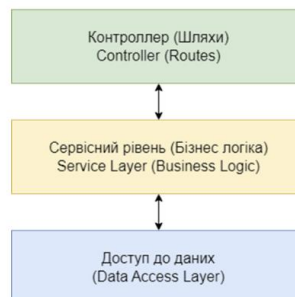 Контроллер (Шляхи)
Controller (Routes)
Сервісний рівень (Бізнес логіка)
Service Layer (Business Logic)
Доступ до даних
(Data Access Layer)